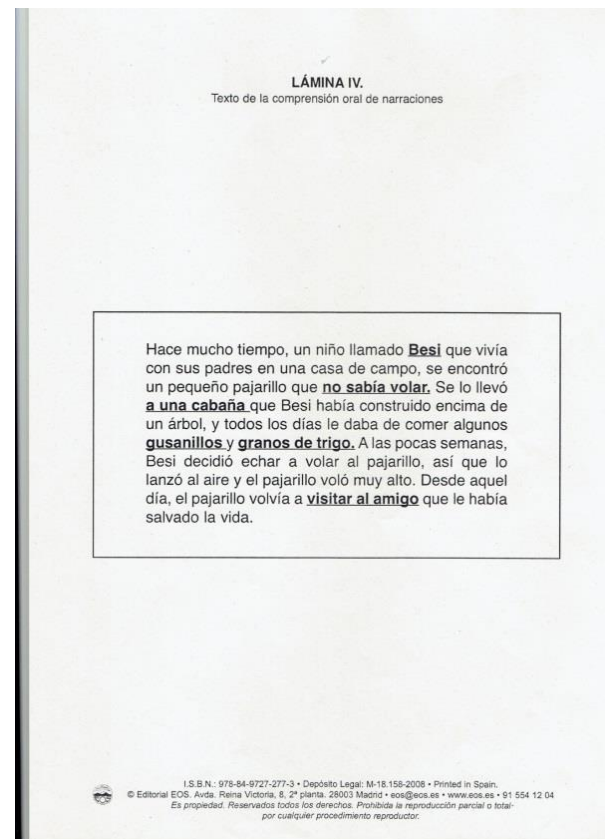 LÁMINA IV.
Texto de la comprensión oral de narraciones
Hace mucho tiempo, un niño llamado Besi que vivía
con sus padres en una casa de campo, se encontró
un pequeño pajarillo que no sabía volar. Se lo llevó
a una cabaña que Besi había construido encima de
un árbol, y todos los días le daba de comer algunos
gusanillos y granos de trigo. A las pocas semanas,
Besi decidió echar a volar al pajarillo, así que lo
lanzó al aire y el pajarillo voló muy alto. Desde aquel
día, el pajarillo volvía a visitar al amigo que le había
salvado la vida.
I.S.B.N.: 978-84-9727-277-3 • Depósito Legal: M-18.158-2008 • Printed in Spain.
© Editorial EOS. Avda. Reina Victoria, 8, 2ª planta. 28003 Madrid • eos@eos.es • www.eos.es • 91 554 12 04
Es propiedad. Reservados todos los derechos. Prohibida la reproducción parcial o total-
por cualquier procedimiento reproductor.